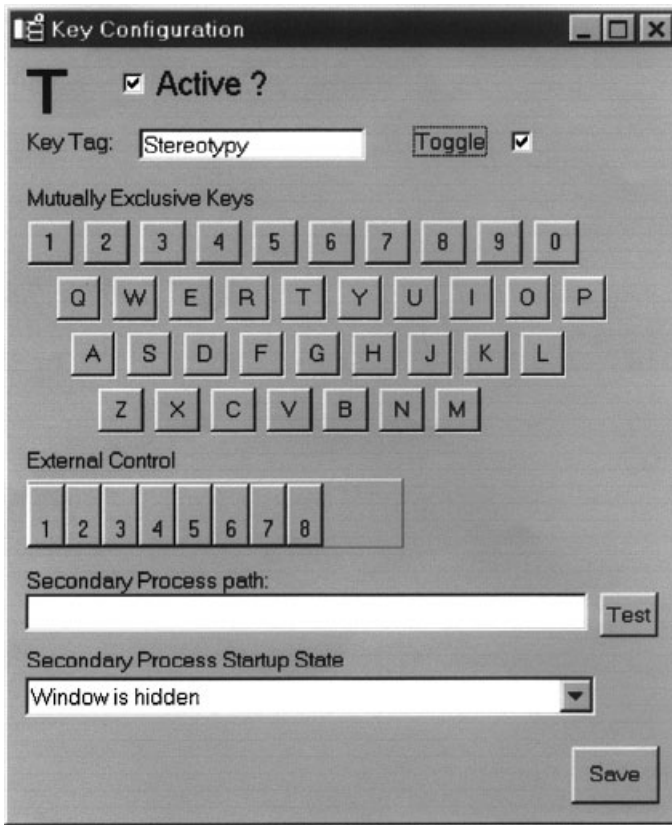 Key Configuration
T Active ?
Key Tag: Stereotypy Toggle
Mutually Exclusive Keys
1 2 3 4 5 6 7 8 9 0
Q W E R T Y U I O P
A S D F G H J K L
Z X C V B N M
External Control
1 2 3 4 5 6 7 8
Secondary Process path:
Test
Secondary Process Startup State
Window is hidden
Save